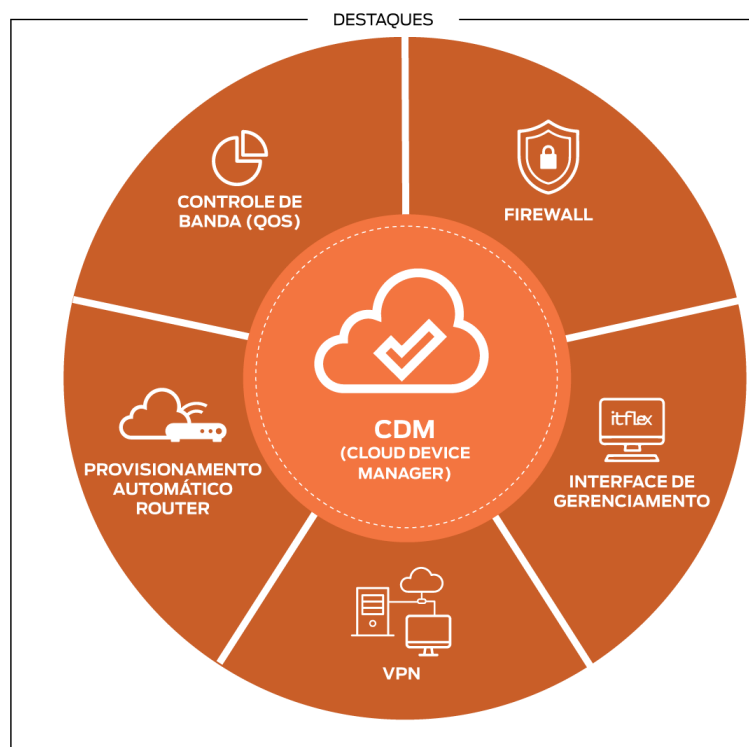 DESTAQUES
CONTROLE DE
BANDA (QOS)
FIREWALL
CDM
(CLOUD DEVICE
MANAGER)
itflex
INTERFACE DE
GERENCIAMENTO
PROVISIONAMENTO
AUTOMÁTICO
ROUTER
VPN